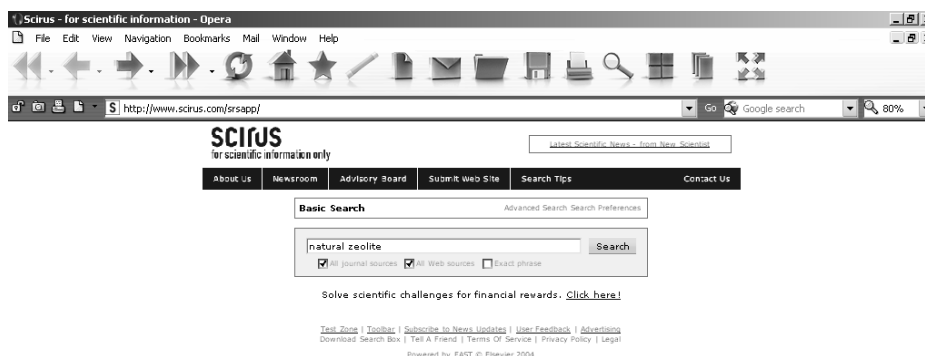 Scirus - for scientific information - Opera
File Edit View Navigation Bookmarks Mail Window Help
S http://www.scirus.com/srsapp/ Go Google search 80%
SCIRUS
for scientific information only
Latest Scientific News - from New Scientist
About Us Newsroom Advisory Board Submit Web Site Search Tips Contact Us
Basic Search Advanced Search Search Preferences
natural zeolite Search
All journal sources All Web sources Exact phrase
Solve scientific challenges for financial rewards. Click here!
Test Zone | Toolbar | Subscribe to News Updates | User Feedback | Advertising
Download Search Box | Tell A Friend | Terms Of Service | Privacy Policy | Legal
Powered by FAST © Elsevier 2004